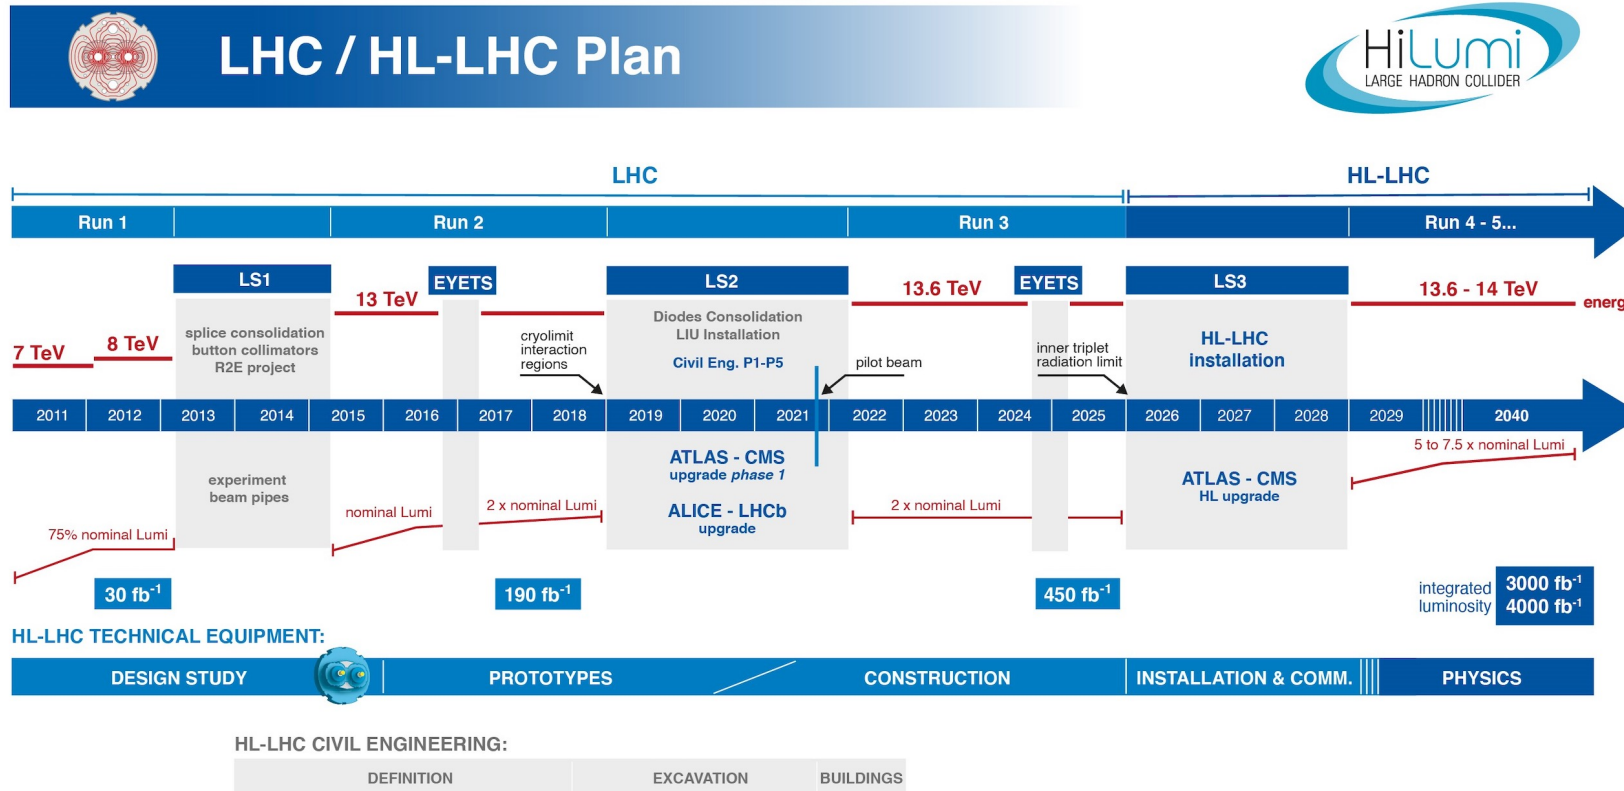 LHC / HL-LHC Plan
HiLumi
LARGE HADRON COLLIDER
LHC
HL-LHC
Run 1
Run 2
Run 3
Run 4 - 5...
LS1
EYETS
LS2
EYETS
LS3
13 TeV
13.6 TeV
13.6 - 14 TeV
energ
7 TeV
8 TeV
splice consolidation
button collimators
R2E project
cryolimit
interaction
regions
Diodes Consolidation
LIU Installation
Civil Eng. P1-P5
pilot beam
inner triplet
radiation limit
HL-LHC
installation
2011
2012
2013
2014
2015
2016
2017
2018
2019
2020
2021
2022
2023
2024
2025
2026
2027
2028
2029
2040
5 to 7.5 x nominal Lumi
experiment
beam pipes
ATLAS - CMS
upgrade phase 1
ALICE - LHCb
upgrade
ATLAS - CMS
HL upgrade
75% nominal Lumi
nominal Lumi
2 x nominal Lumi
2 x nominal Lumi
30 fb-1
190 fb-1
450 fb-1
integrated
luminosity
3000 fb-1
4000 fb-1
HL-LHC TECHNICAL EQUIPMENT:
DESIGN STUDY
PROTOTYPES
CONSTRUCTION
INSTALLATION & COMM.
PHYSICS
HL-LHC CIVIL ENGINEERING:
DEFINITION
EXCAVATION
BUILDINGS